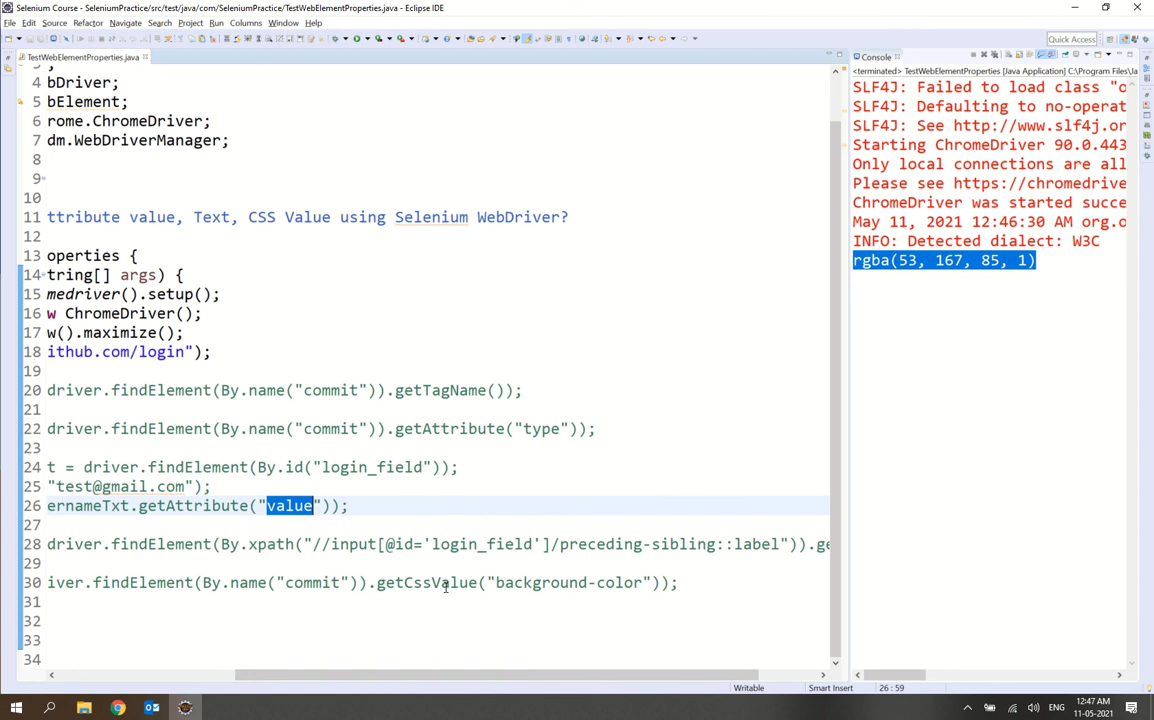 Selenium Course - SeleniumPractice/src/test/java/com/SeleniumPractice/TestWebElementProperties.java - Eclipse IDE
File Edit Source Refactor Navigate Search Project Run Columns Window Help
Quick Access
TestWebElementProperties.java
Console
<terminated> TestWebElementProperties [Java Application] C:\Program Files\Ja
3 ;
4 bDriver;
5 bElement;
6 rome.ChromeDriver;
7 dm.WebDriverManager;
8
9
10
11 ttribute value, Text, CSS Value using Selenium WebDriver?
12
13 operties {
14 tring[] args) {
15 medriver().setup();
16 w ChromeDriver();
17 w().maximize();
18 ithub.com/login");
19
20 driver.findElement(By.name("commit")).getTagName());
21
22 driver.findElement(By.name("commit")).getAttribute("type"));
23
24 t = driver.findElement(By.id("login_field"));
25 "test@gmail.com");
26 ernameTxt.getAttribute("value"));
27
28 driver.findElement(By.xpath("//input[@id='login_field']/preceding-sibling::label")).ge
29
30 iver.findElement(By.name("commit")).getCssValue("background-color"));
31
32
33
34
SLF4J: Failed to load class "o
SLF4J: Defaulting to no-operat
SLF4J: See http://www.slf4j.or
Starting ChromeDriver 90.0.443
Only local connections are all
Please see https://chromedrive
ChromeDriver was started succe
May 11, 2021 12:46:30 AM org.o
INFO: Detected dialect: W3C
rgba(53, 167, 85, 1)
Writable Smart Insert 26 : 59
ENG 12:47 AM
11-05-2021